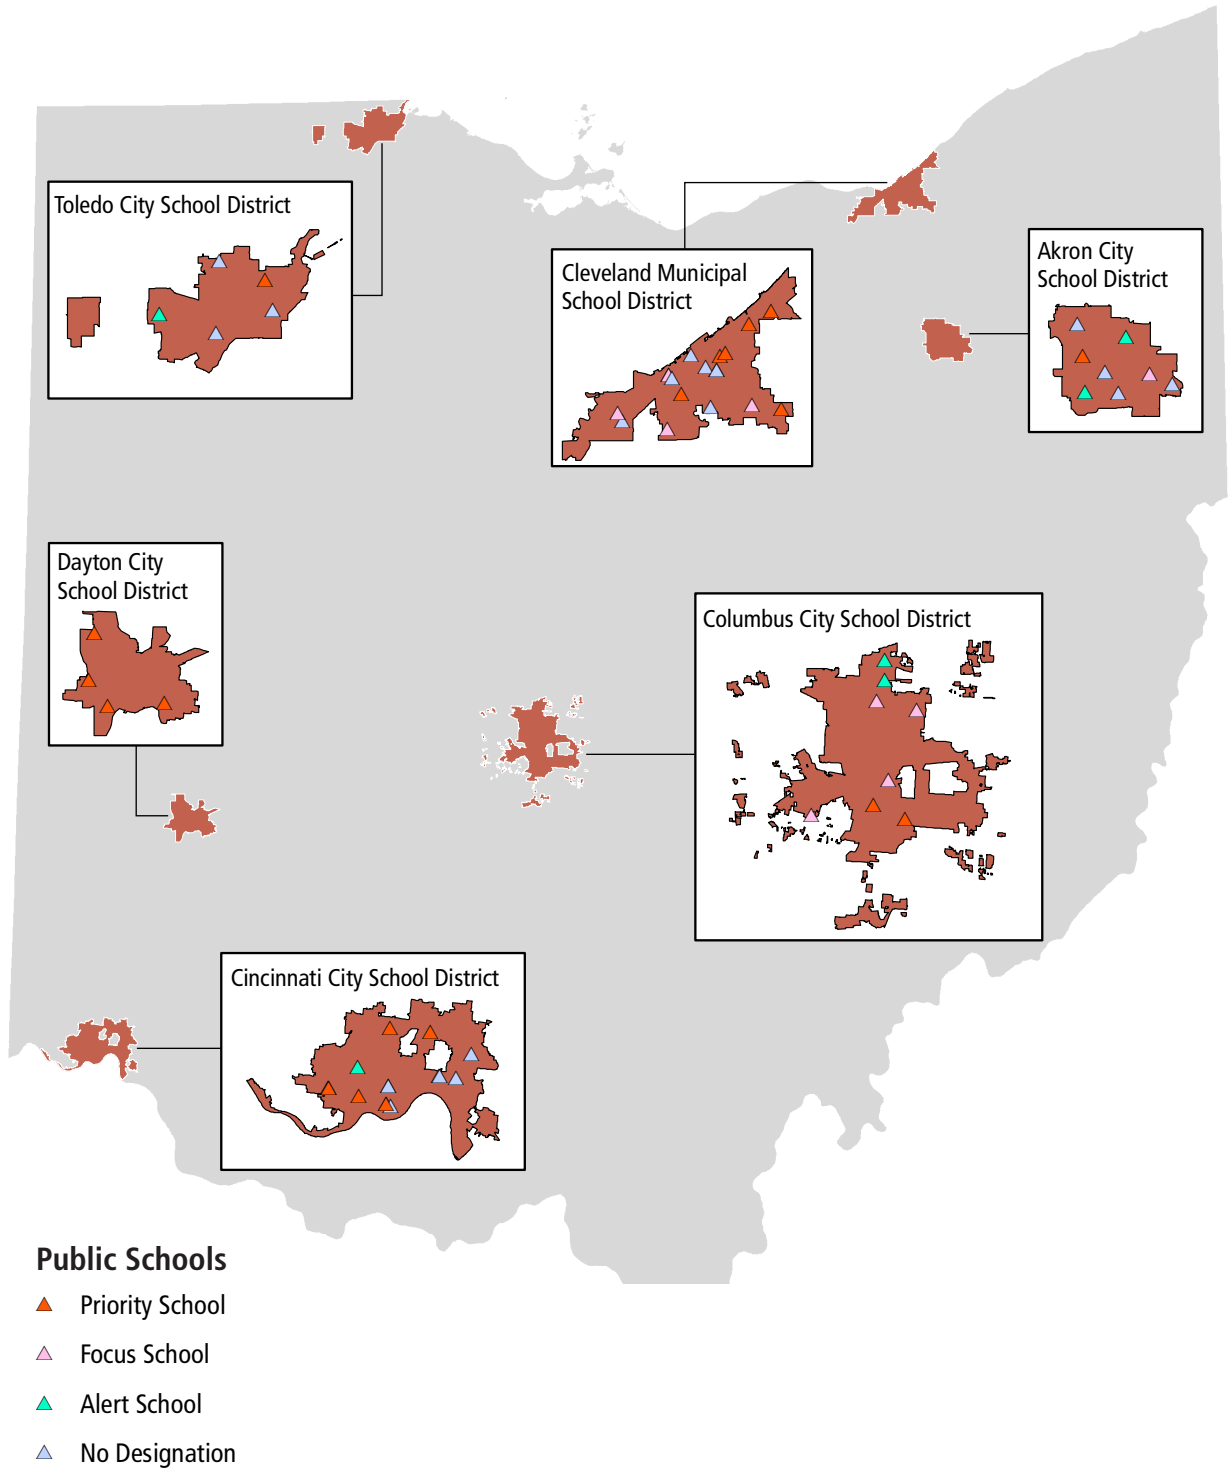 Toledo City School District
Cleveland Municipal
School District
Akron City
School District
Dayton City
School District
Columbus City School District
Cincinnati City School District
Public Schools
Priority School
Focus School
Alert School
No Designation